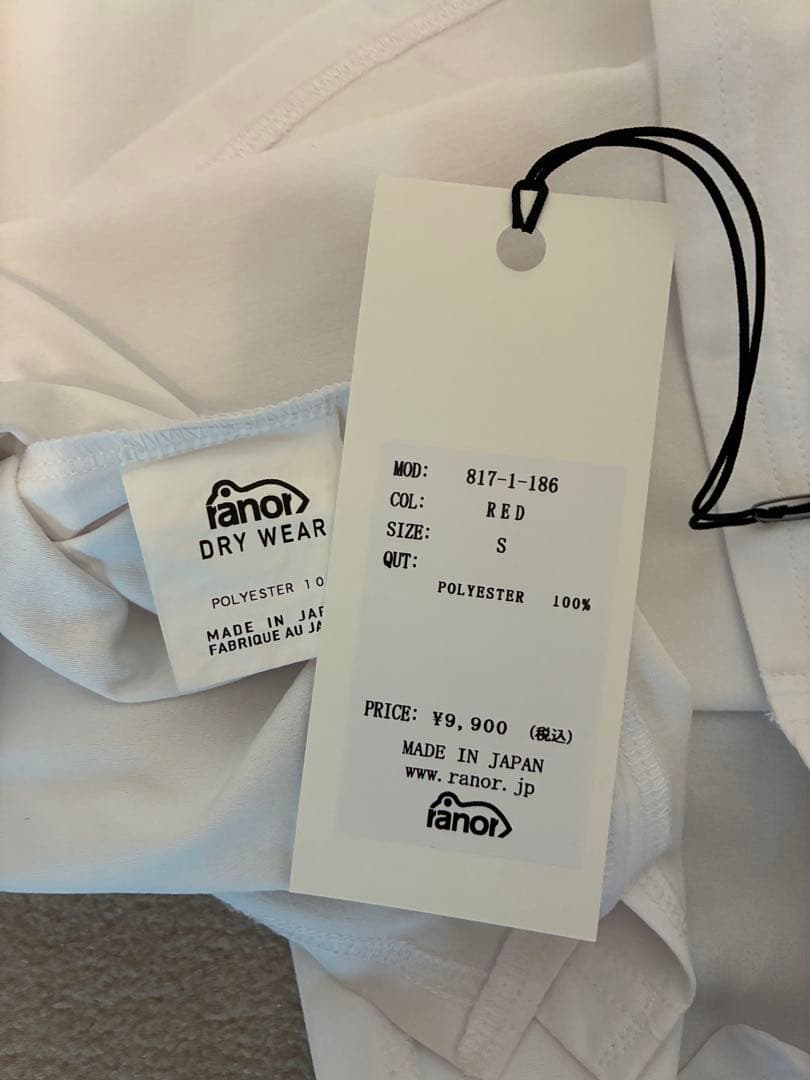 ranor
DRY WEAR
POLYESTER 10
MADE IN JAP
FABRIQUE AU JA
MOD: 817-1-186
COL: RED
SIZE: S
QUT:
POLYESTER 100%
PRICE: ¥9,900 (税込)
MADE IN JAPAN
www.ranor.jp
ranor